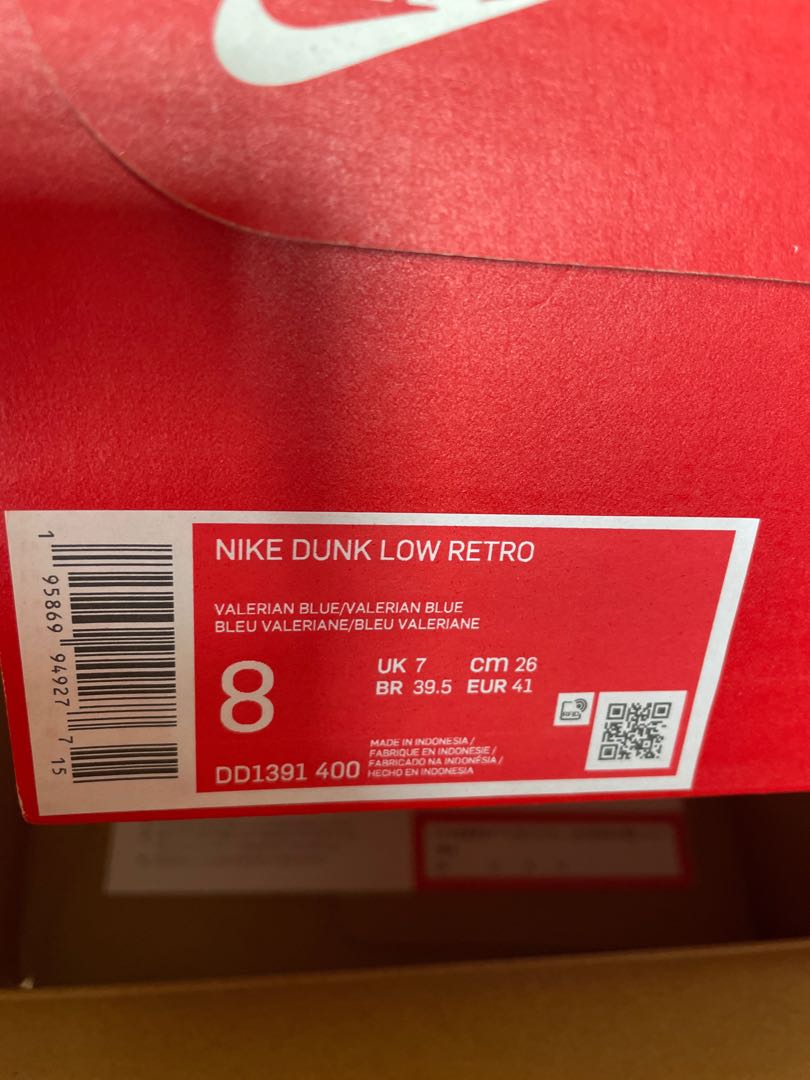 NIKE DUNK LOW RETRO
VALERIAN BLUE/VALERIAN BLUE
BLEU VALERIANE/BLEU VALERIANE
8
UK 7 cm 26
BR 39.5 EUR 41
RFID
DD1391 400
MADE IN INDONESIA /
FABRIQUE EN INDONESIE /
FABRICADO NA INDONÉSIA /
HECHO EN INDONESIA
1 95869 94927 7 15